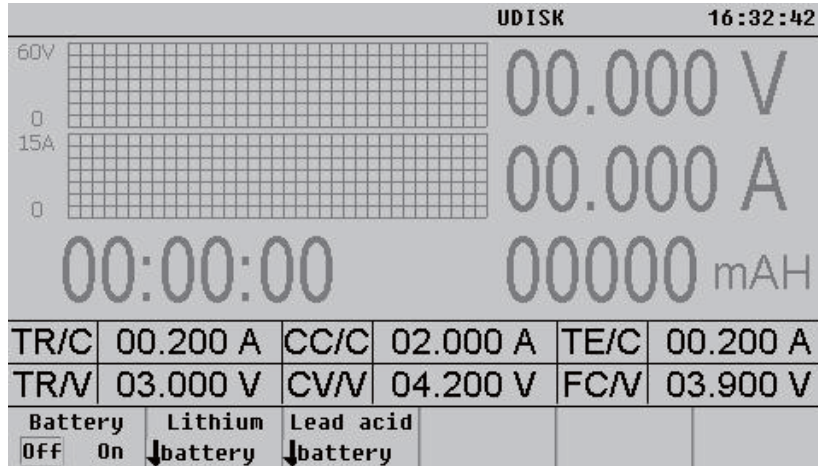 UDISK 16:32:42
60V
00.000 V
0
15A
00.000 A
0
00:00:00 00000 mAH
TR/C 00.200 A CC/C 02.000 A TE/C 00.200 A
TR/V 03.000 V CV/V 04.200 V FC/V 03.900 V
Battery Lithium Lead acid
Off On battery battery